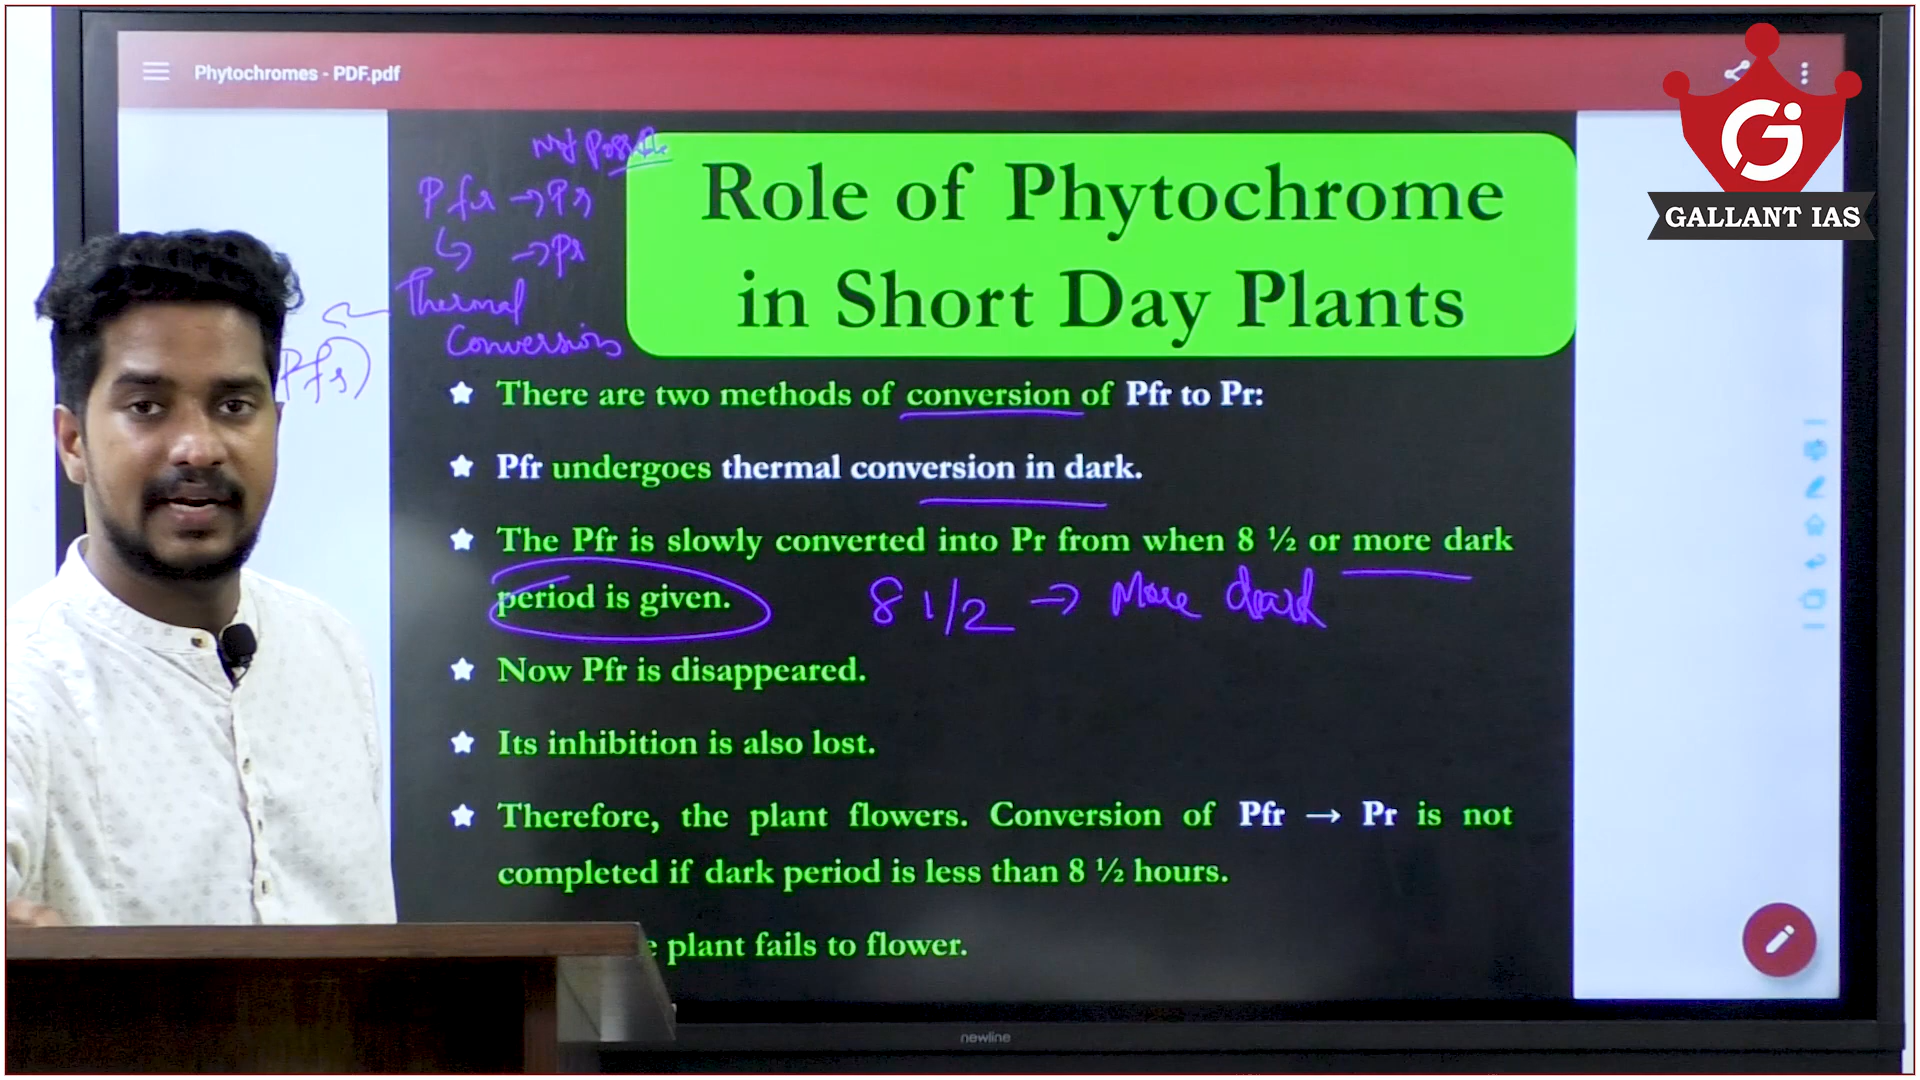 Phytochromes - PDF.pdf
GALLANT IAS
Not Possible
Pfr → Pr
→ Pr
Thermal
Conversion
Pfr)
Role of Phytochrome
in Short Day Plants
There are two methods of conversion of Pfr to Pr:
Pfr undergoes thermal conversion in dark.
The Pfr is slowly converted into Pr from when 8 ½ or more dark
period is given.
8 1/2 → More dark
Now Pfr is disappeared.
Its inhibition is also lost.
Therefore, the plant flowers. Conversion of Pfr → Pr is not
completed if dark period is less than 8 ½ hours.
plant fails to flower.
newline